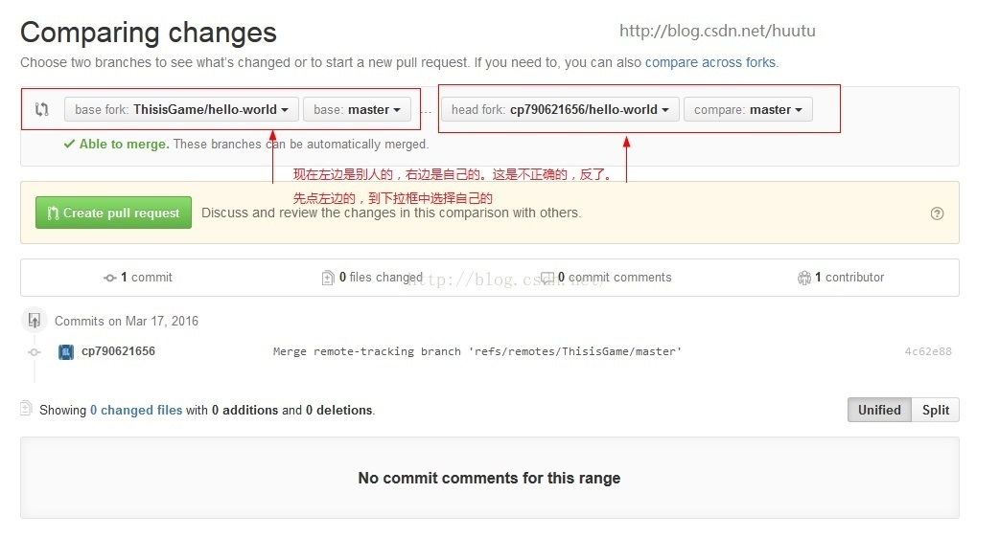 Comparing changes
http://blog.csdn.net/huutu
Choose two branches to see what's changed or to start a new pull request. If you need to, you can also compare across forks.
base fork: ThisisGame/hello-world base: master ... head fork: cp790621656/hello-world compare: master
Able to merge. These branches can be automatically merged.
现在左边是别人的，右边是自己的。这是不正确的，反了。
先点左边的，到下拉框中选择自己的
Create pull request Discuss and review the changes in this comparison with others.
1 commit 0 files changed 0 commit comments 1 contributor
http://blog.csdn.net/
Commits on Mar 17, 2016
cp790621656 Merge remote-tracking branch 'refs/remotes/ThisisGame/master' 4c62e88
Showing 0 changed files with 0 additions and 0 deletions. Unified Split
No commit comments for this range